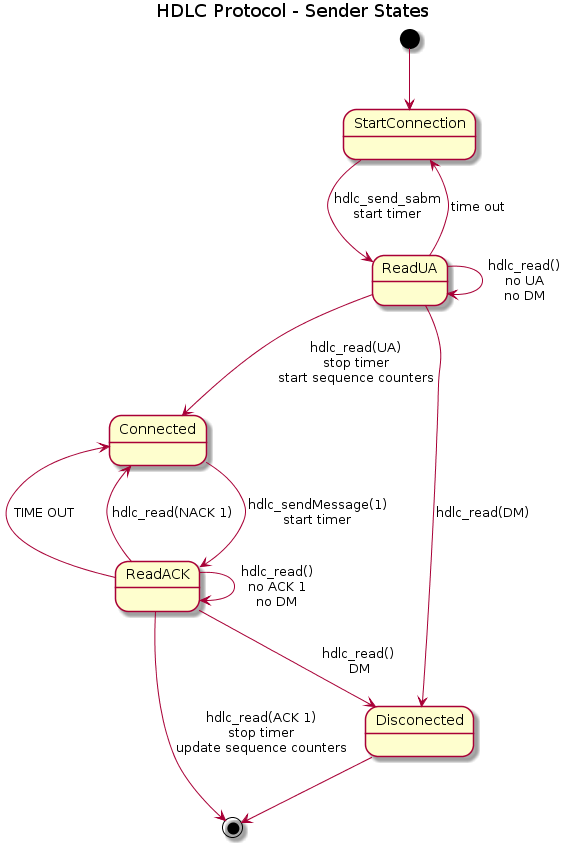 HDLC Protocol - Sender States
StartConnection
hdlc_send_sabm
start timer
time out
ReadUA
hdlc_read()
no UA
no DM
hdlc_read(UA)
stop timer
start sequence counters
Connected
hdlc_sendMessage(1)
start timer
TIME OUT
hdlc_read(NACK 1)
hdlc_read(DM)
ReadACK
hdlc_read()
no ACK 1
no DM
hdlc_read()
DM
hdlc_read(ACK 1)
stop timer
update sequence counters
Disconected